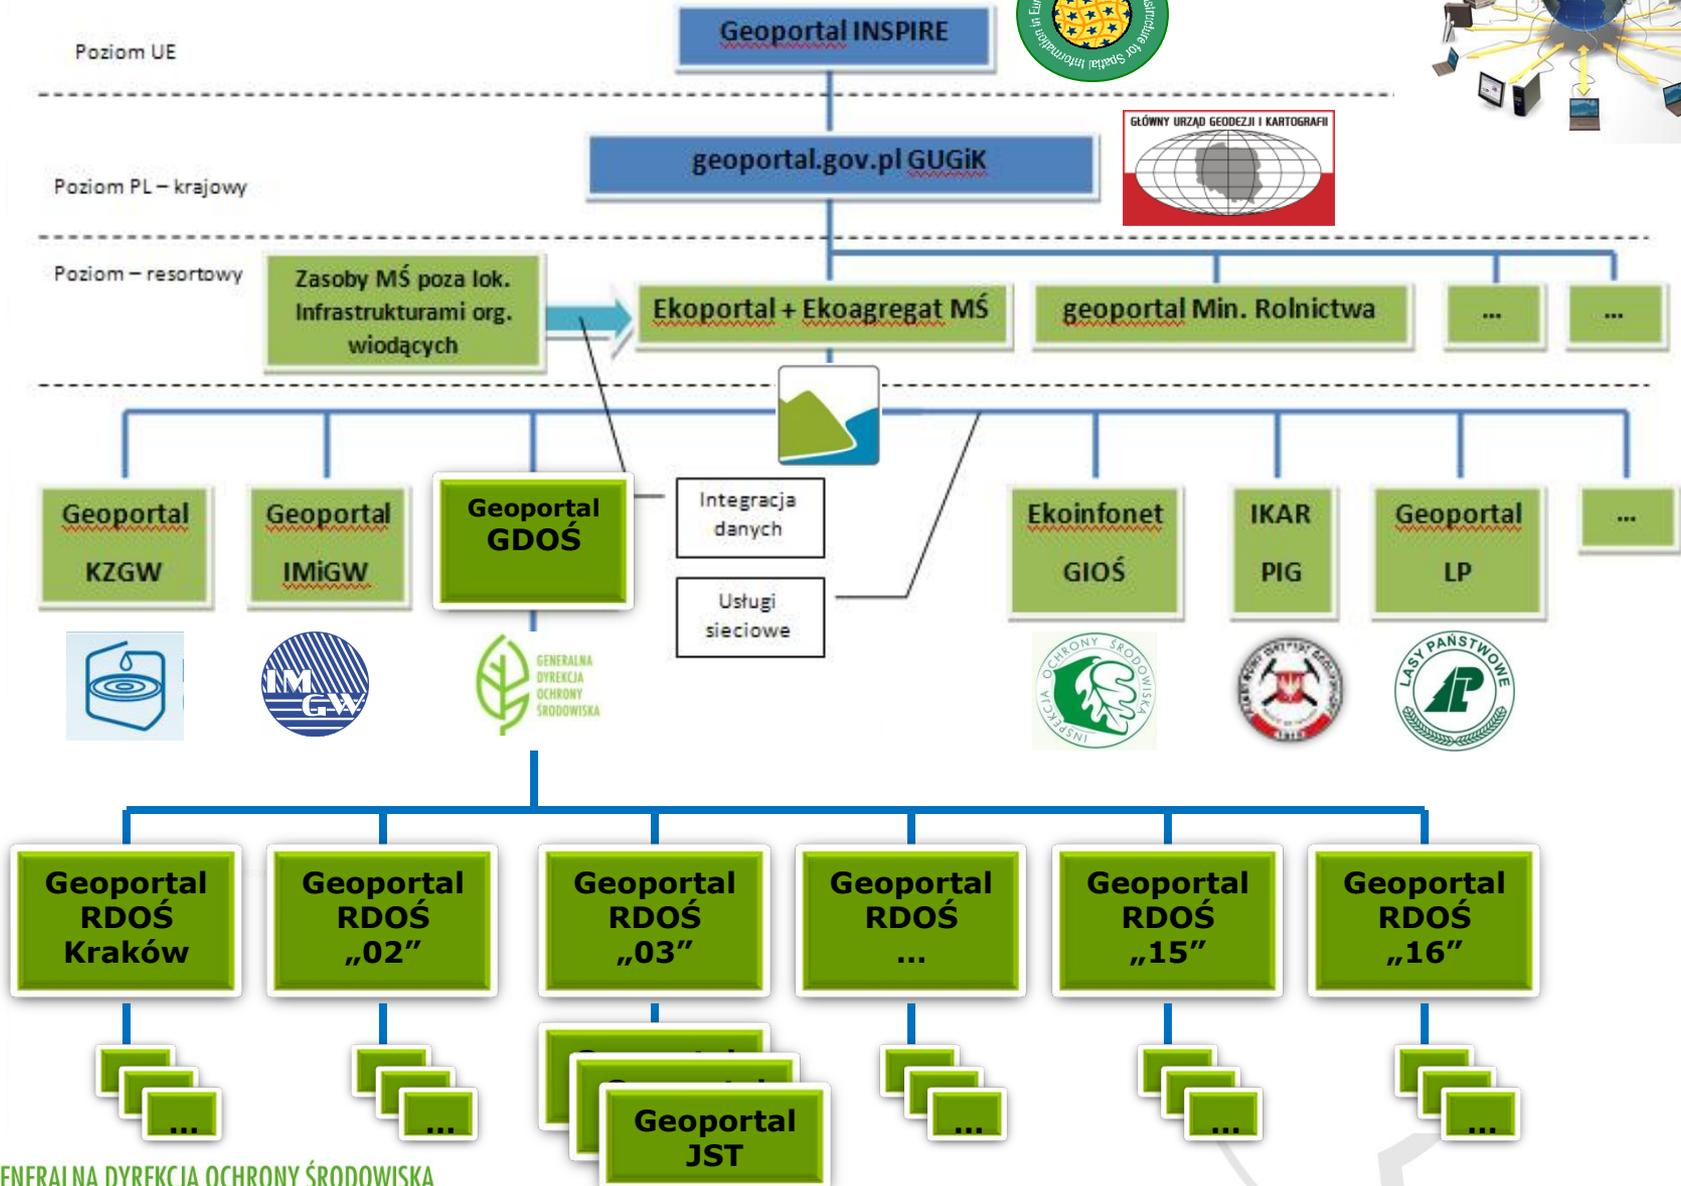 Geoportal INSPIRE
Poziom UE
GŁÓWNY URZĄD GEODEZJI I KARTOGRAFII
geoportal.gov.pl GUGiK
Poziom PL – krajowy
Poziom – resortowy
Zasoby MŚ poza lok.
Infrastrukturami org.
wiodących
Ekoportal + Ekoagregat MŚ
geoportal Min. Rolnictwa
...
...
Geoportal
KZGW
Geoportal
IMiGW
Geoportal
GDOŚ
Integracja
danych
Usługi
sieciowe
Ekoinfonet
GIOŚ
IKAR
PIG
Geoportal
LP
...
IM
GW
GENERALNA
DYREKCJA
OCHRONY
ŚRODOWISKA
INSPEKCJA OCHRONY ŚRODOWISKA
LASY PAŃSTWOWE
Geoportal
RDOŚ
Kraków
Geoportal
RDOŚ
„02”
Geoportal
RDOŚ
„03”
Geoportal
RDOŚ
...
Geoportal
RDOŚ
„15”
Geoportal
RDOŚ
„16”
...
...
Geoportal
JST
...
...
...
ENERALNA DYREKCJA OCHRONY ŚRODOWISKA